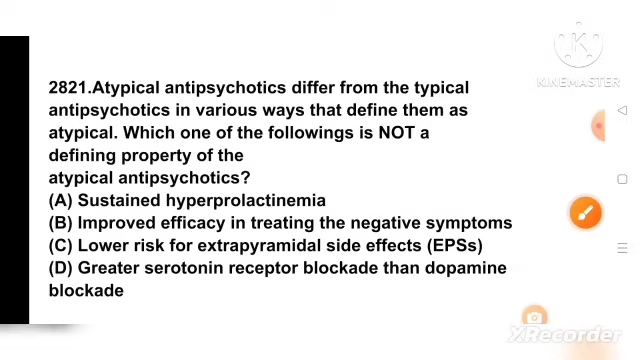 KINEMASTER
2821.Atypical antipsychotics differ from the typical
antipsychotics in various ways that define them as
atypical. Which one of the followings is NOT a
defining property of the
atypical antipsychotics?
(A) Sustained hyperprolactinemia
(B) Improved efficacy in treating the negative symptoms
(C) Lower risk for extrapyramidal side effects (EPSs)
(D) Greater serotonin receptor blockade than dopamine
blockade
XRecorder